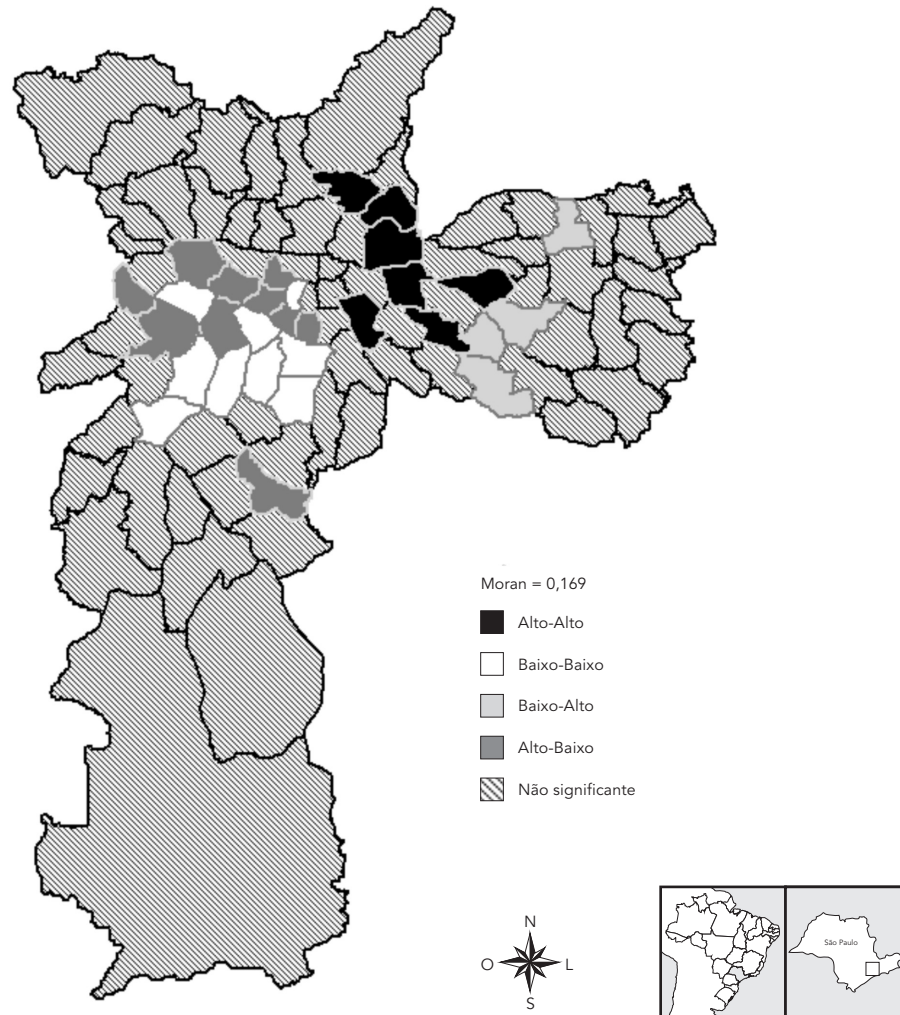 Moran = 0,169
Alto-Alto
Baixo-Baixo
Baixo-Alto
Alto-Baixo
Não significante
N
O
L
S
São Paulo